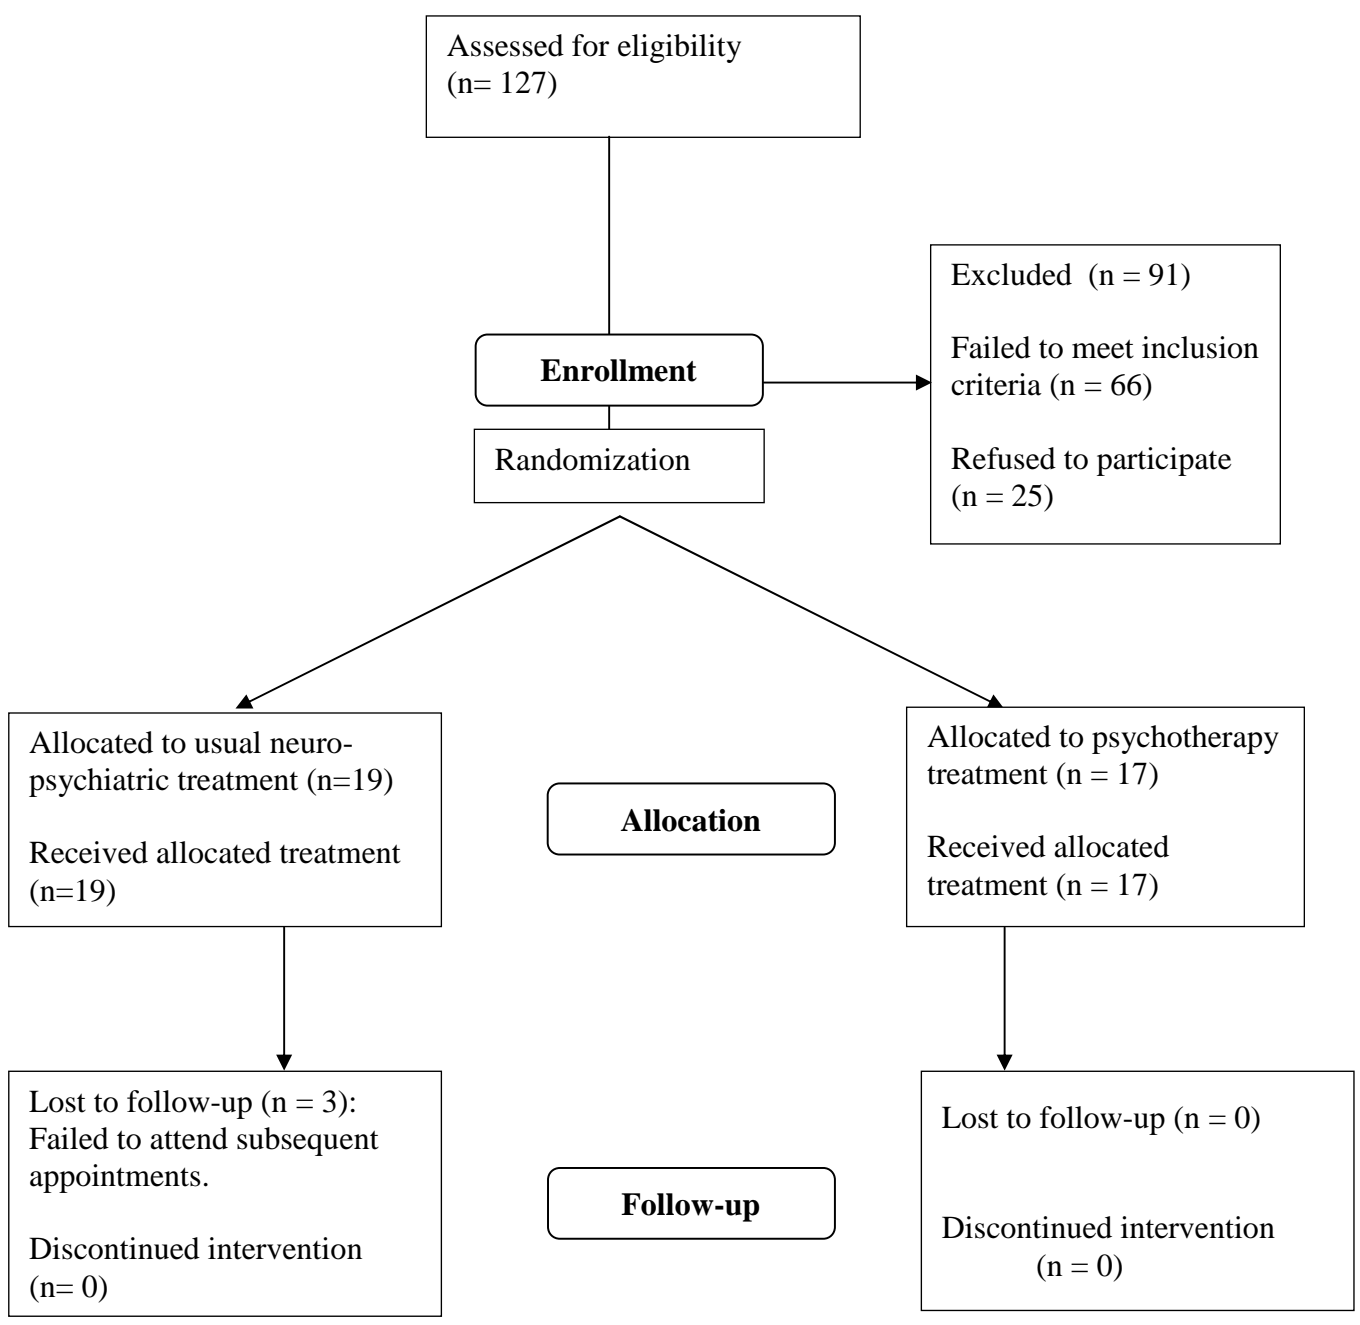 Assessed for eligibility
(n= 127)
Excluded  (n = 91)
Failed to meet inclusion
criteria (n = 66)
Refused to participate
(n = 25)
Enrollment
Randomization
Allocated to usual neuro-
psychiatric treatment (n=19)
Received allocated treatment
(n=19)
Allocation
Allocated to psychotherapy
treatment (n = 17)
Received allocated
treatment (n = 17)
Lost to follow-up (n = 3):
Failed to attend subsequent
appointments.
Discontinued intervention
(n= 0)
Follow-up
Lost to follow-up (n = 0)
Discontinued intervention
(n = 0)